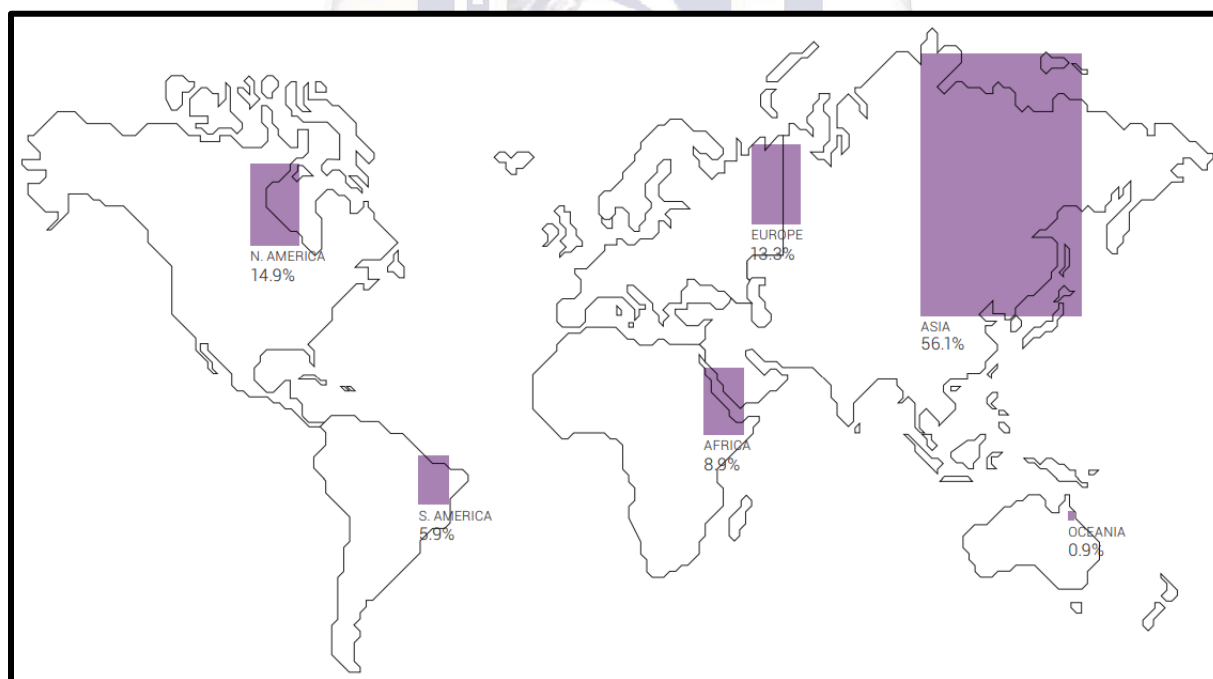 N. AMERICA
14.9%
EUROPE
13.3%
ASIA
56.1%
AFRICA
8.9%
S. AMERICA
5.9%
OCEANIA
0.9%